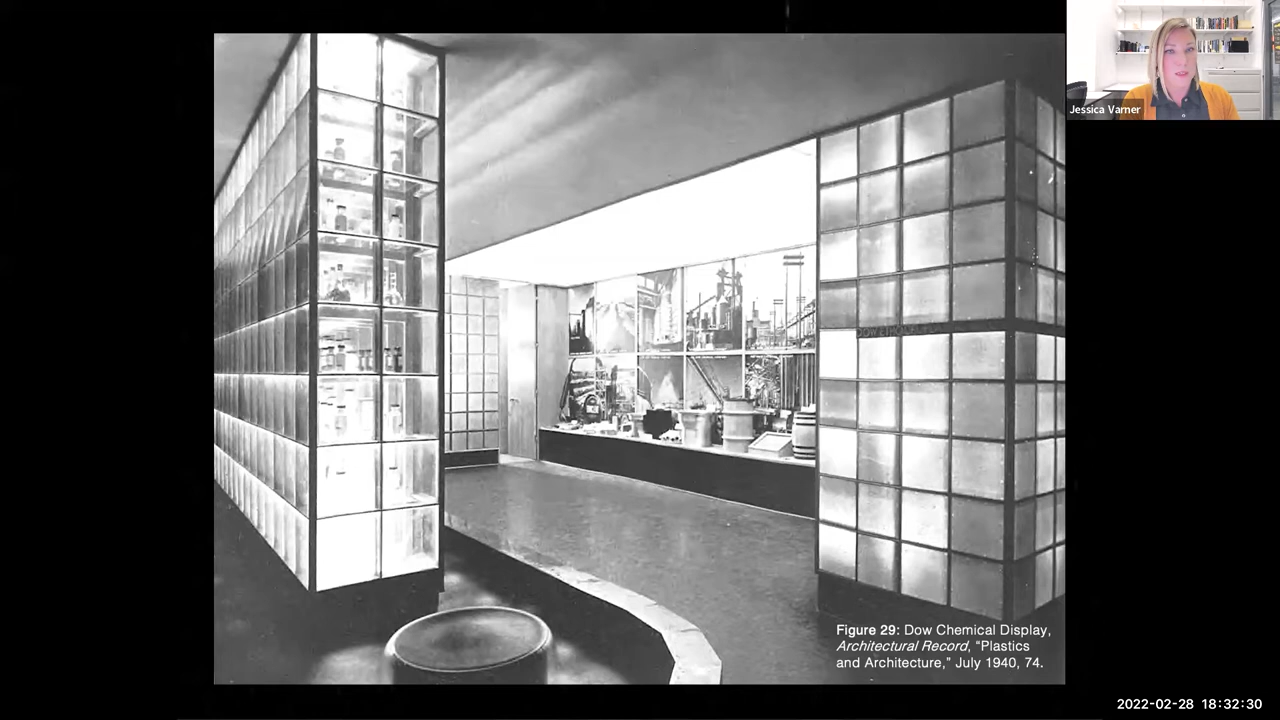 Jessica Varner
Figure 29: Dow Chemical Display,
Architectural Record, “Plastics
and Architecture,” July 1940, 74.
2022-02-28 18:32:30